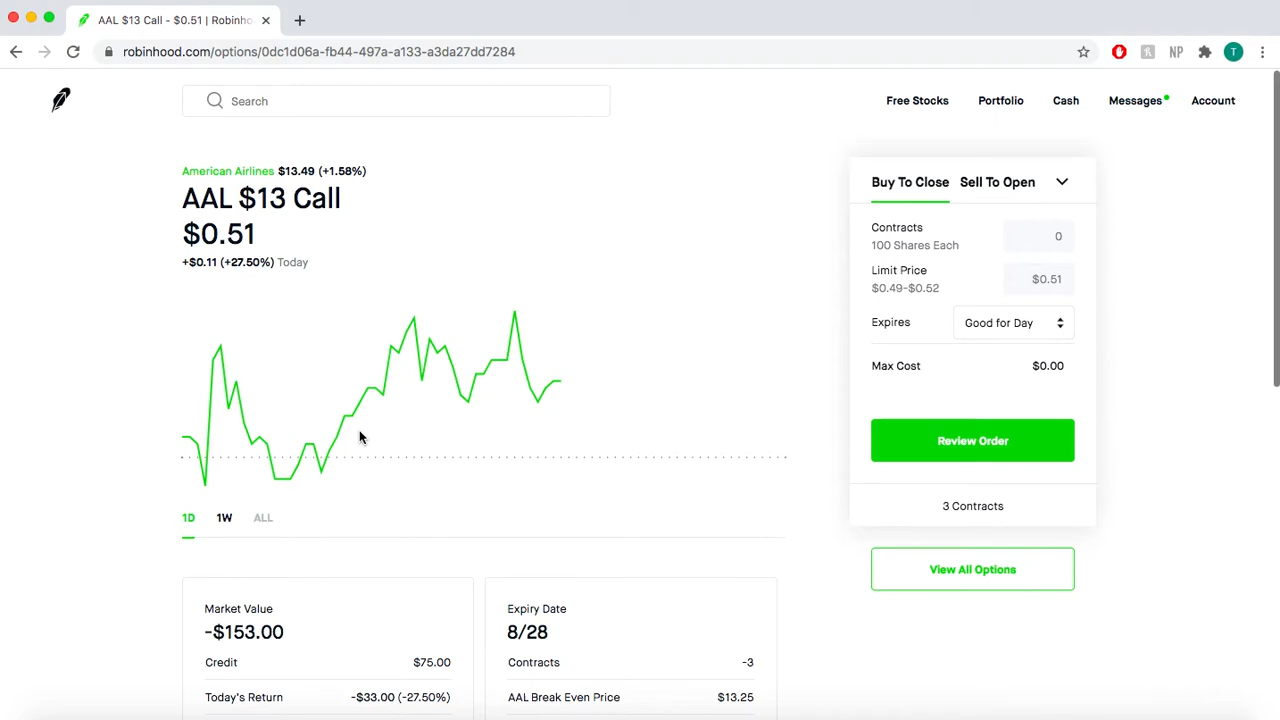 AAL $13 Call - $0.51 | Robinho
robinhood.com/options/0dc1d06a-fb44-497a-a133-a3da27dd7284
NP
T
Search
Free Stocks
Portfolio
Cash
Messages
Account
American Airlines $13.49 (+1.58%)
AAL $13 Call
$0.51
+$0.11 (+27.50%) Today
1D 1W ALL
Market Value
-$153.00
Credit $75.00
Today's Return -$33.00 (-27.50%)
Expiry Date
8/28
Contracts -3
AAL Break Even Price $13.25
Buy To Close Sell To Open
Contracts 0
100 Shares Each
Limit Price $0.51
$0.49-$0.52
Expires Good for Day
Max Cost $0.00
Review Order
3 Contracts
View All Options